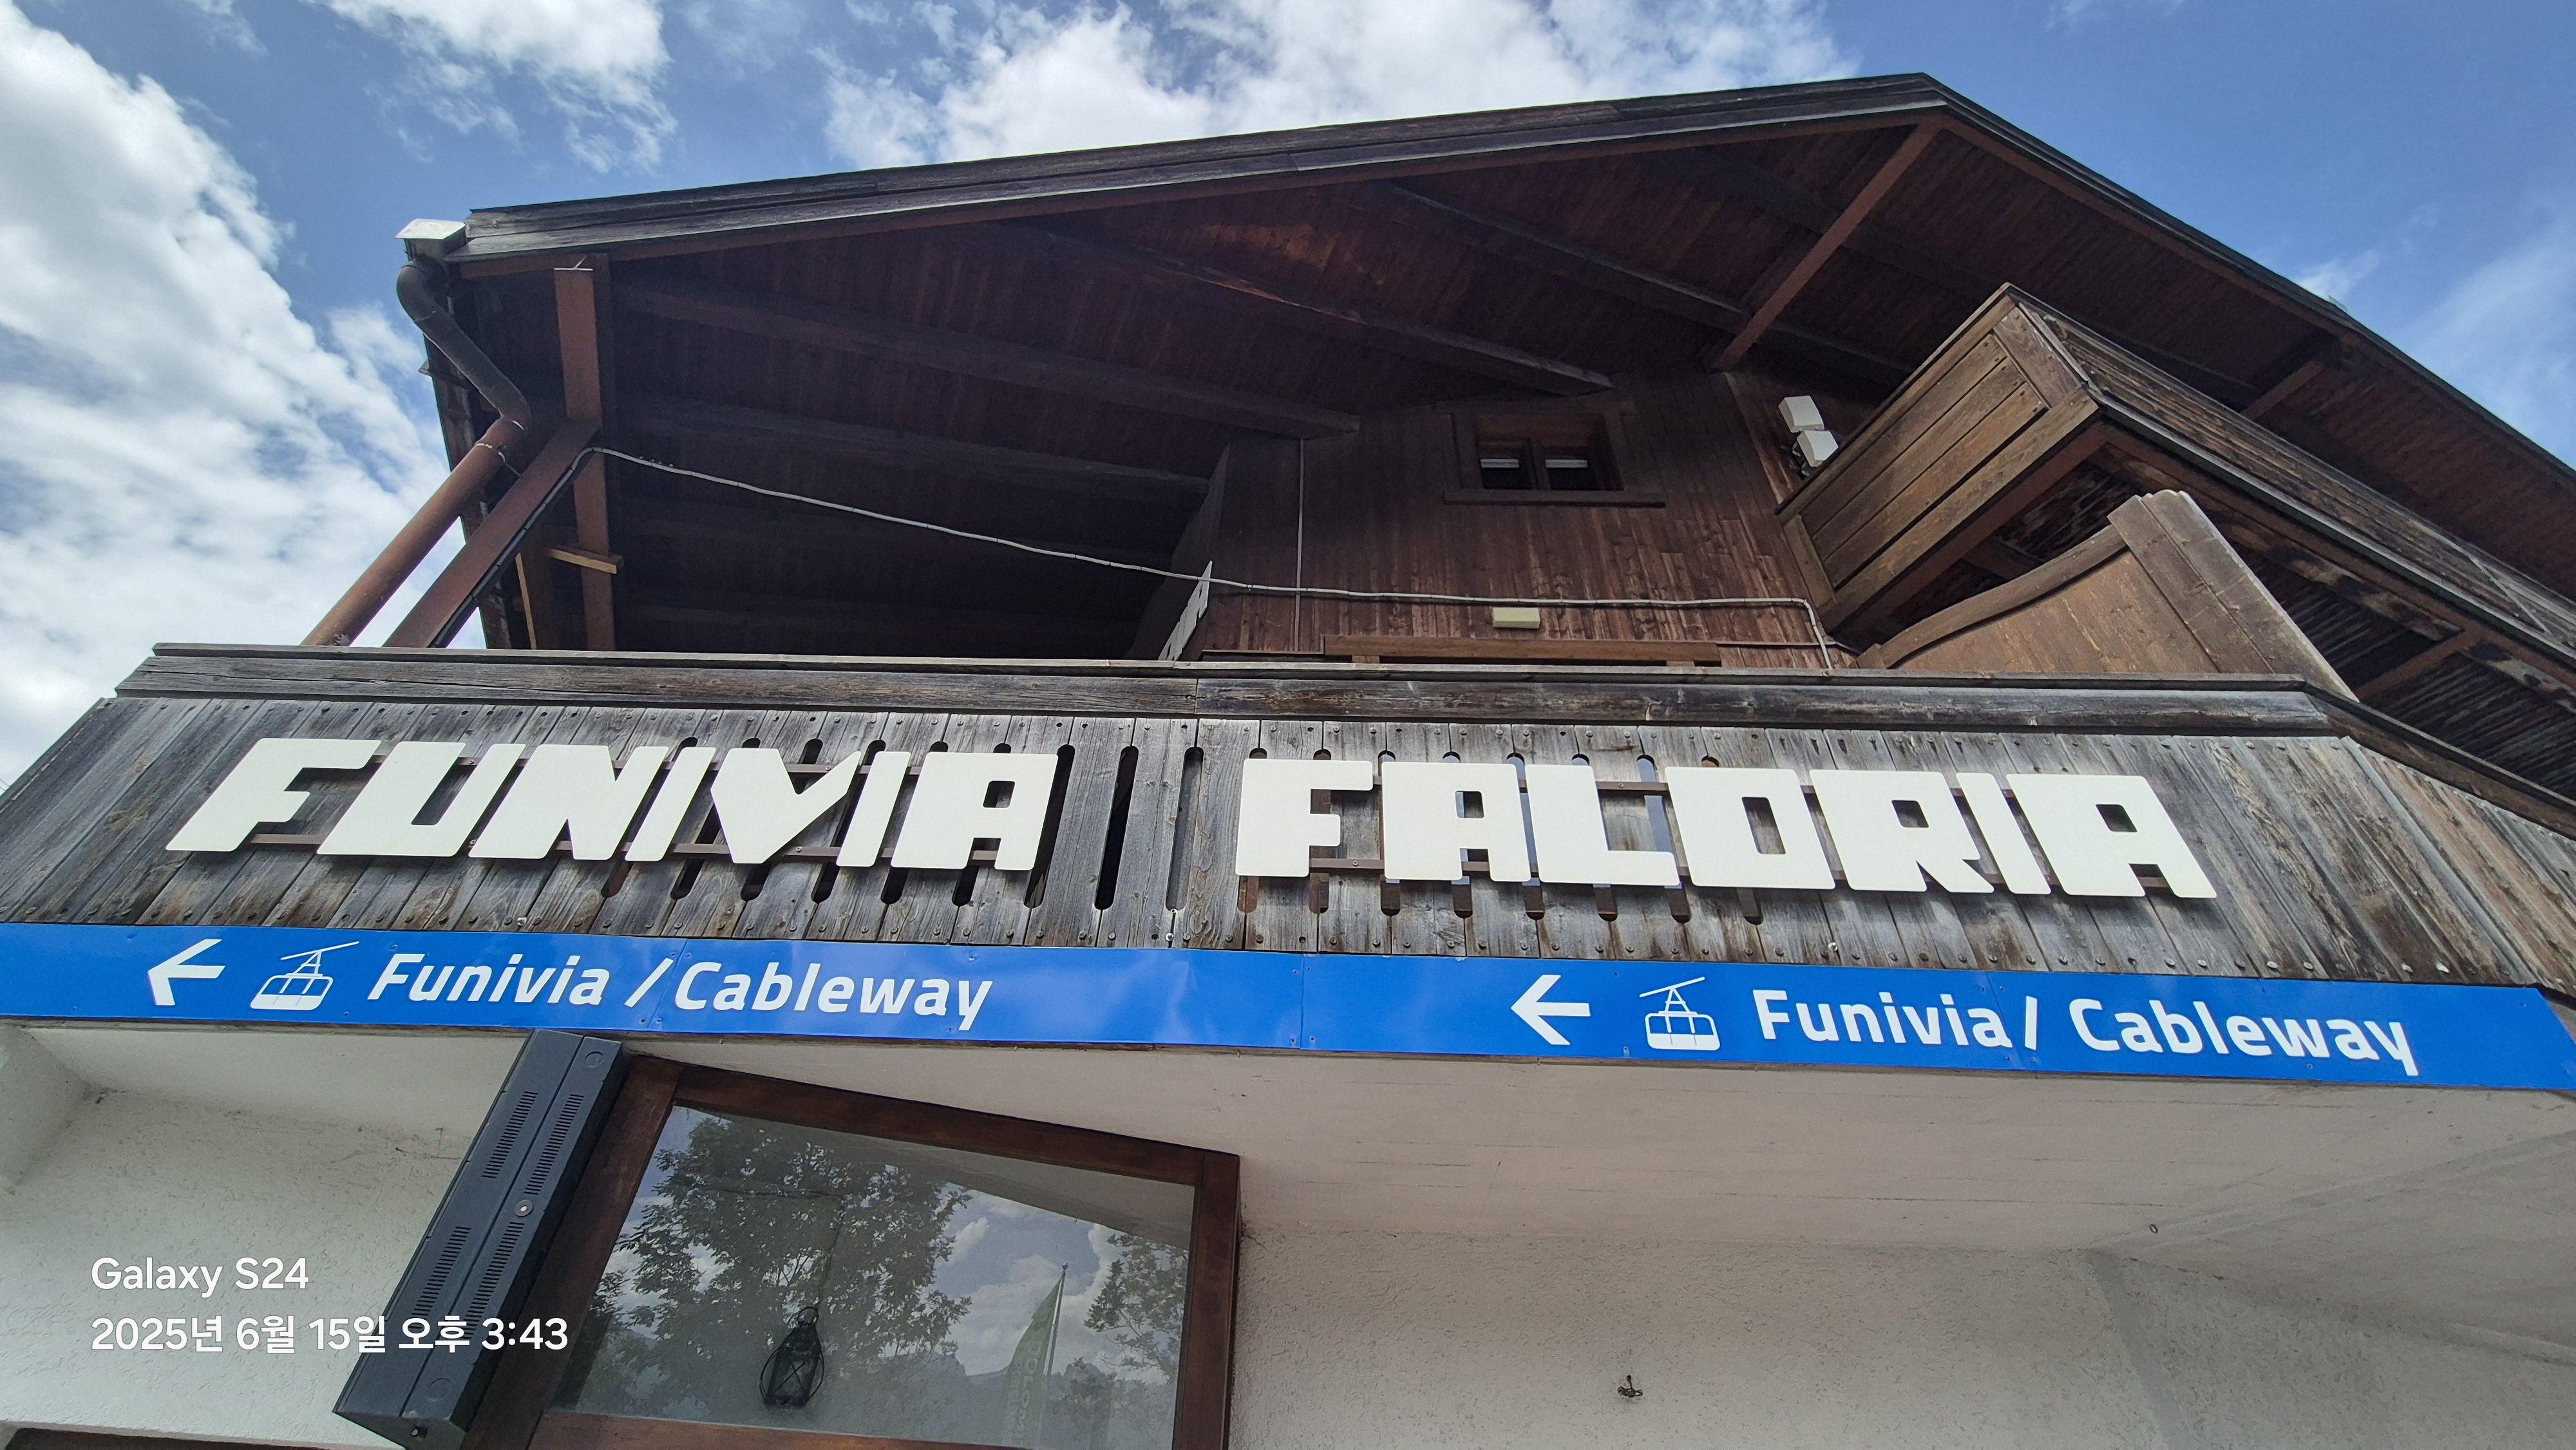 FUNIVIA FALORIA
← Funivia / Cableway ← Funivia / Cableway
Galaxy S24
2025년 6월 15일 오후 3:43